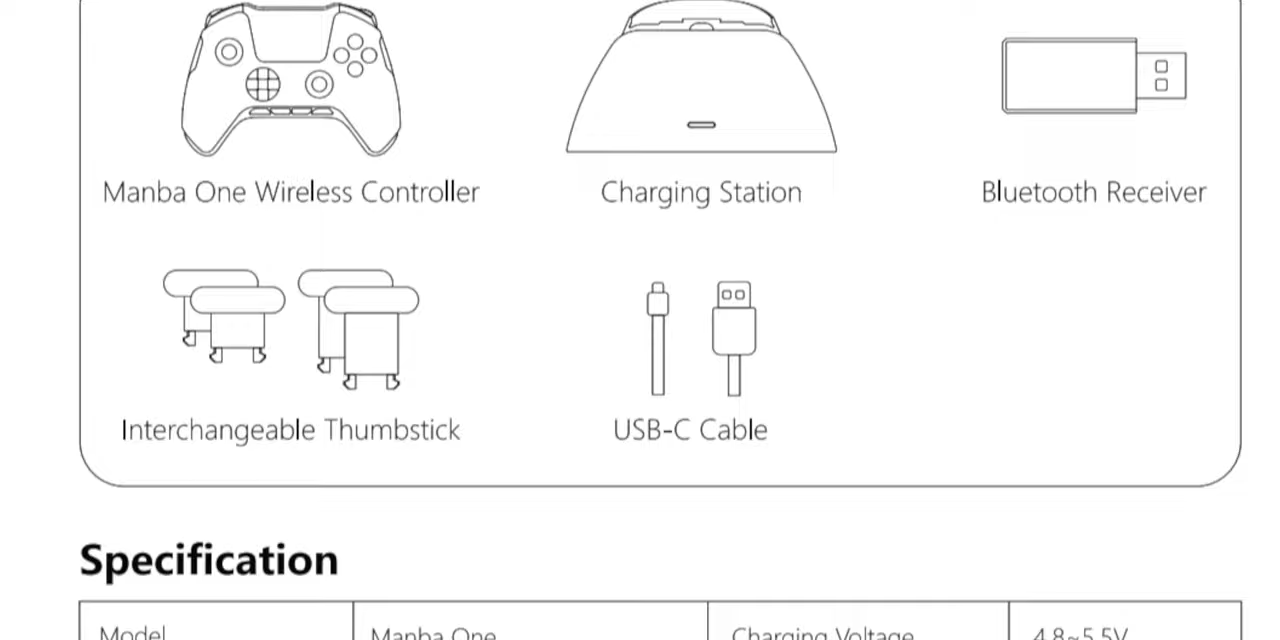 Manba One Wireless Controller
Charging Station
Bluetooth Receiver
Interchangeable Thumbstick
USB-C Cable
Specification
Model
Manba One
Charging Voltage
4.8~5.5V